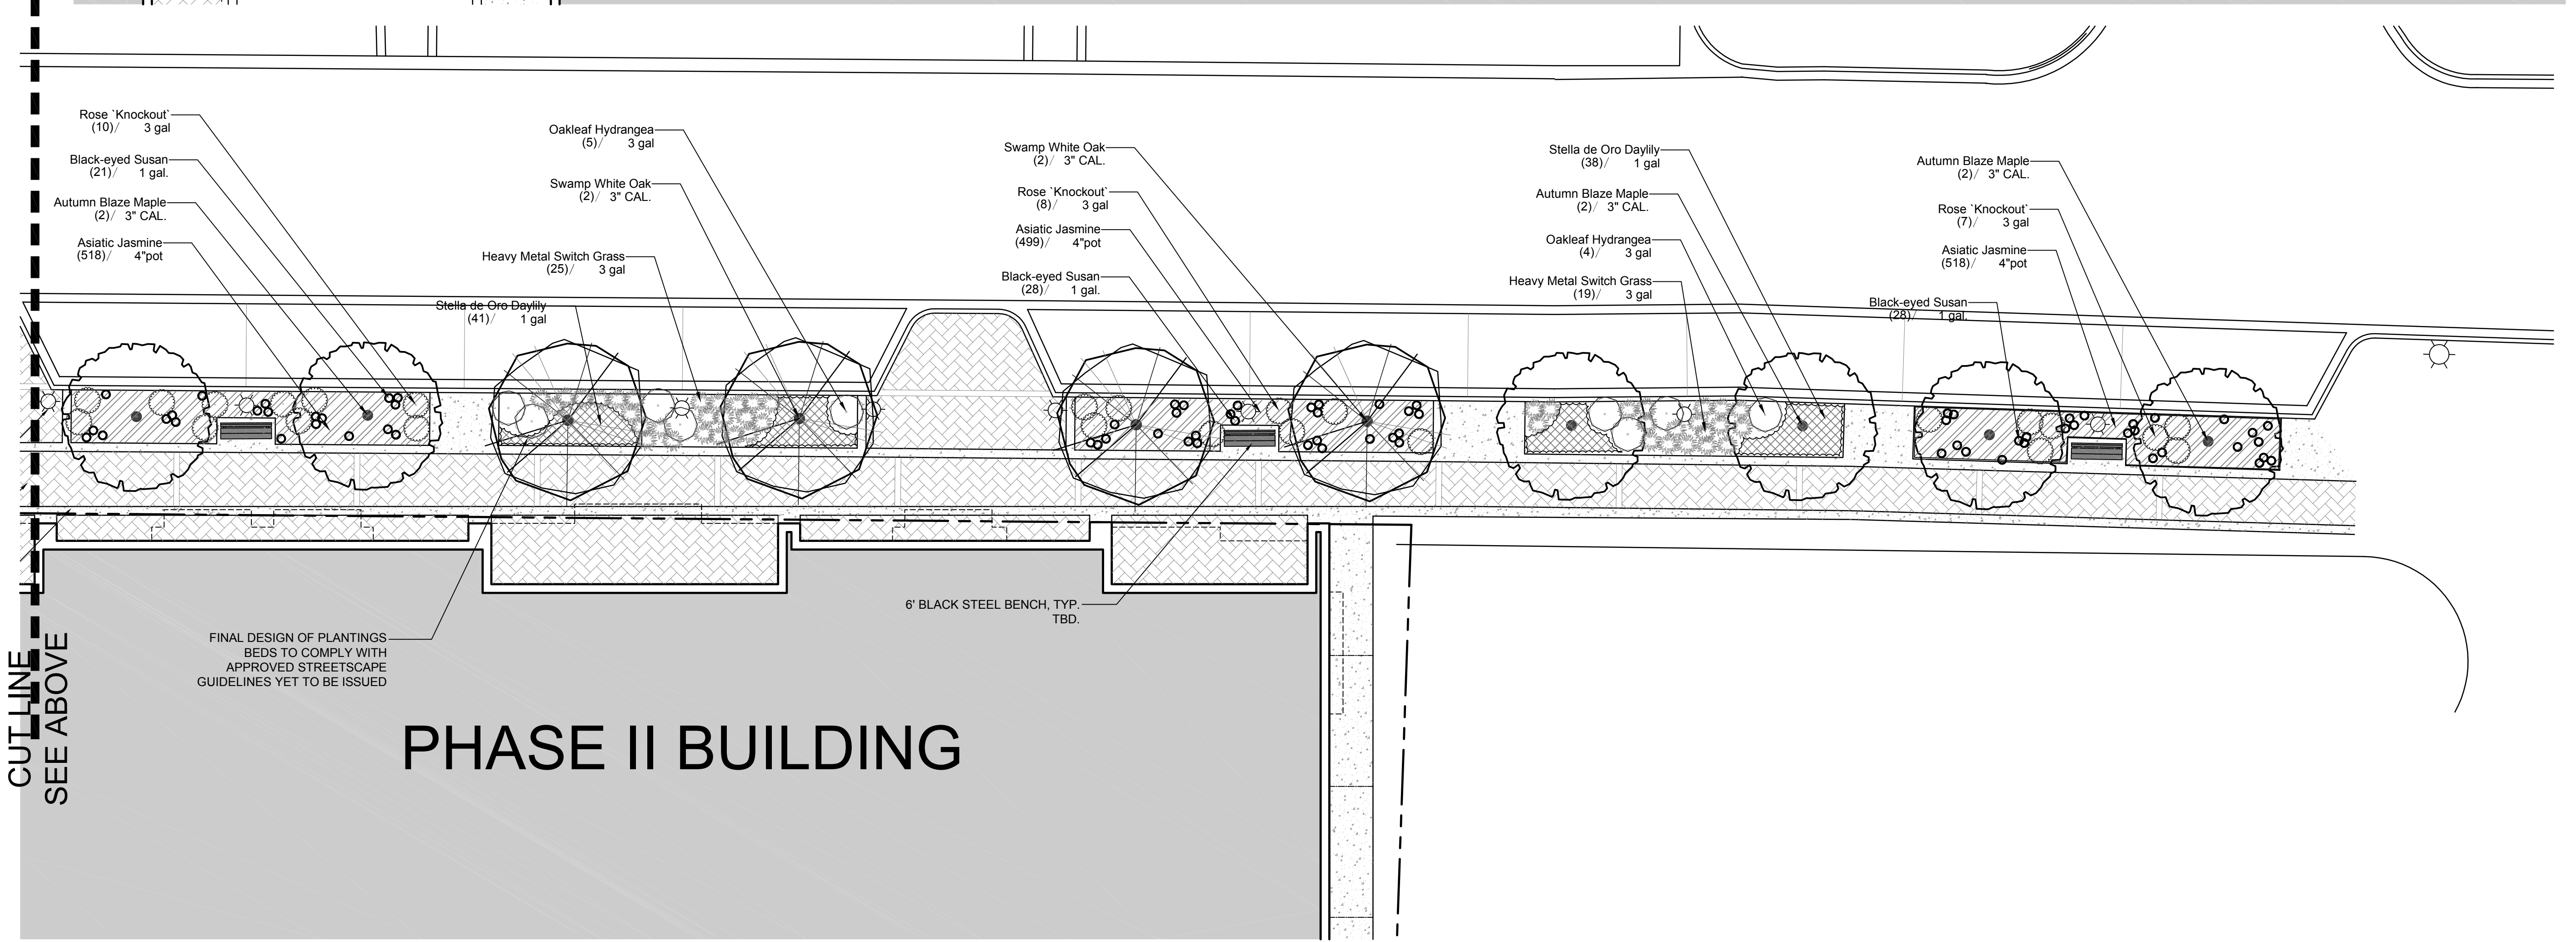 Rose `Knockout`
(10)/ 3 gal
Black-eyed Susan
(21)/ 1 gal.
Autumn Blaze Maple
(2)/ 3" CAL.
Asiatic Jasmine
(518)/ 4"pot
Oakleaf Hydrangea
(5)/ 3 gal
Swamp White Oak
(2)/ 3" CAL.
Heavy Metal Switch Grass
(25)/ 3 gal
Stella de Oro Daylily
(41)/ 1 gal
Swamp White Oak
(2)/ 3" CAL.
Rose `Knockout`
(8)/ 3 gal
Asiatic Jasmine
(499)/ 4"pot
Black-eyed Susan
(28)/ 1 gal.
Stella de Oro Daylily
(38)/ 1 gal
Autumn Blaze Maple
(2)/ 3" CAL.
Oakleaf Hydrangea
(4)/ 3 gal
Heavy Metal Switch Grass
(19)/ 3 gal
Autumn Blaze Maple
(2)/ 3" CAL.
Rose `Knockout`
(7)/ 3 gal
Asiatic Jasmine
(518)/ 4"pot
Black-eyed Susan
(28)/ 1 gal.
6' BLACK STEEL BENCH, TYP.
TBD.
FINAL DESIGN OF PLANTINGS
BEDS TO COMPLY WITH
APPROVED STREETSCAPE
GUIDELINES YET TO BE ISSUED
PHASE II BUILDING
CUT LINE
SEE ABOVE